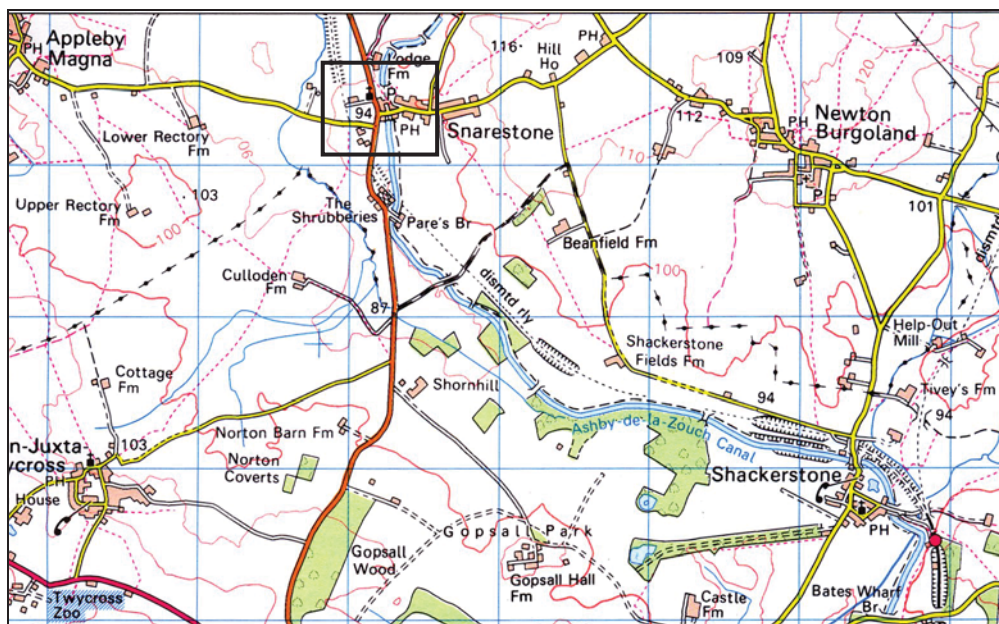 PH
Appleby
Magna
Lodge
Fm
116
Hill
Ho
PH
109
120
Newton
Burgoland
PH
P
94
P
PH
Snarestone
112
Lower Rectory
Fm
90
103
110
Upper Rectory
Fm
100
The
Shrubberies
Pare's Br
Beanfield Fm
101
P
dismtd
Culloden
Fm
87
dismtd rly
100
Help-Out
Mill
Cottage
Fm
Shornhill
Shackerstone
Fields Fm
94
Tivey's Fm
94
Norton Barn Fm
Ashby-de-la-Zouch Canal
n-Juxta
ycross
103
PH
House
Norton
Coverts
Shackerstone
PH
Gopsall Park
Gopsall
Wood
Gopsall Hall
Fm
Castle
Fm
Bates Wharf
Br
Twycross
Zoo